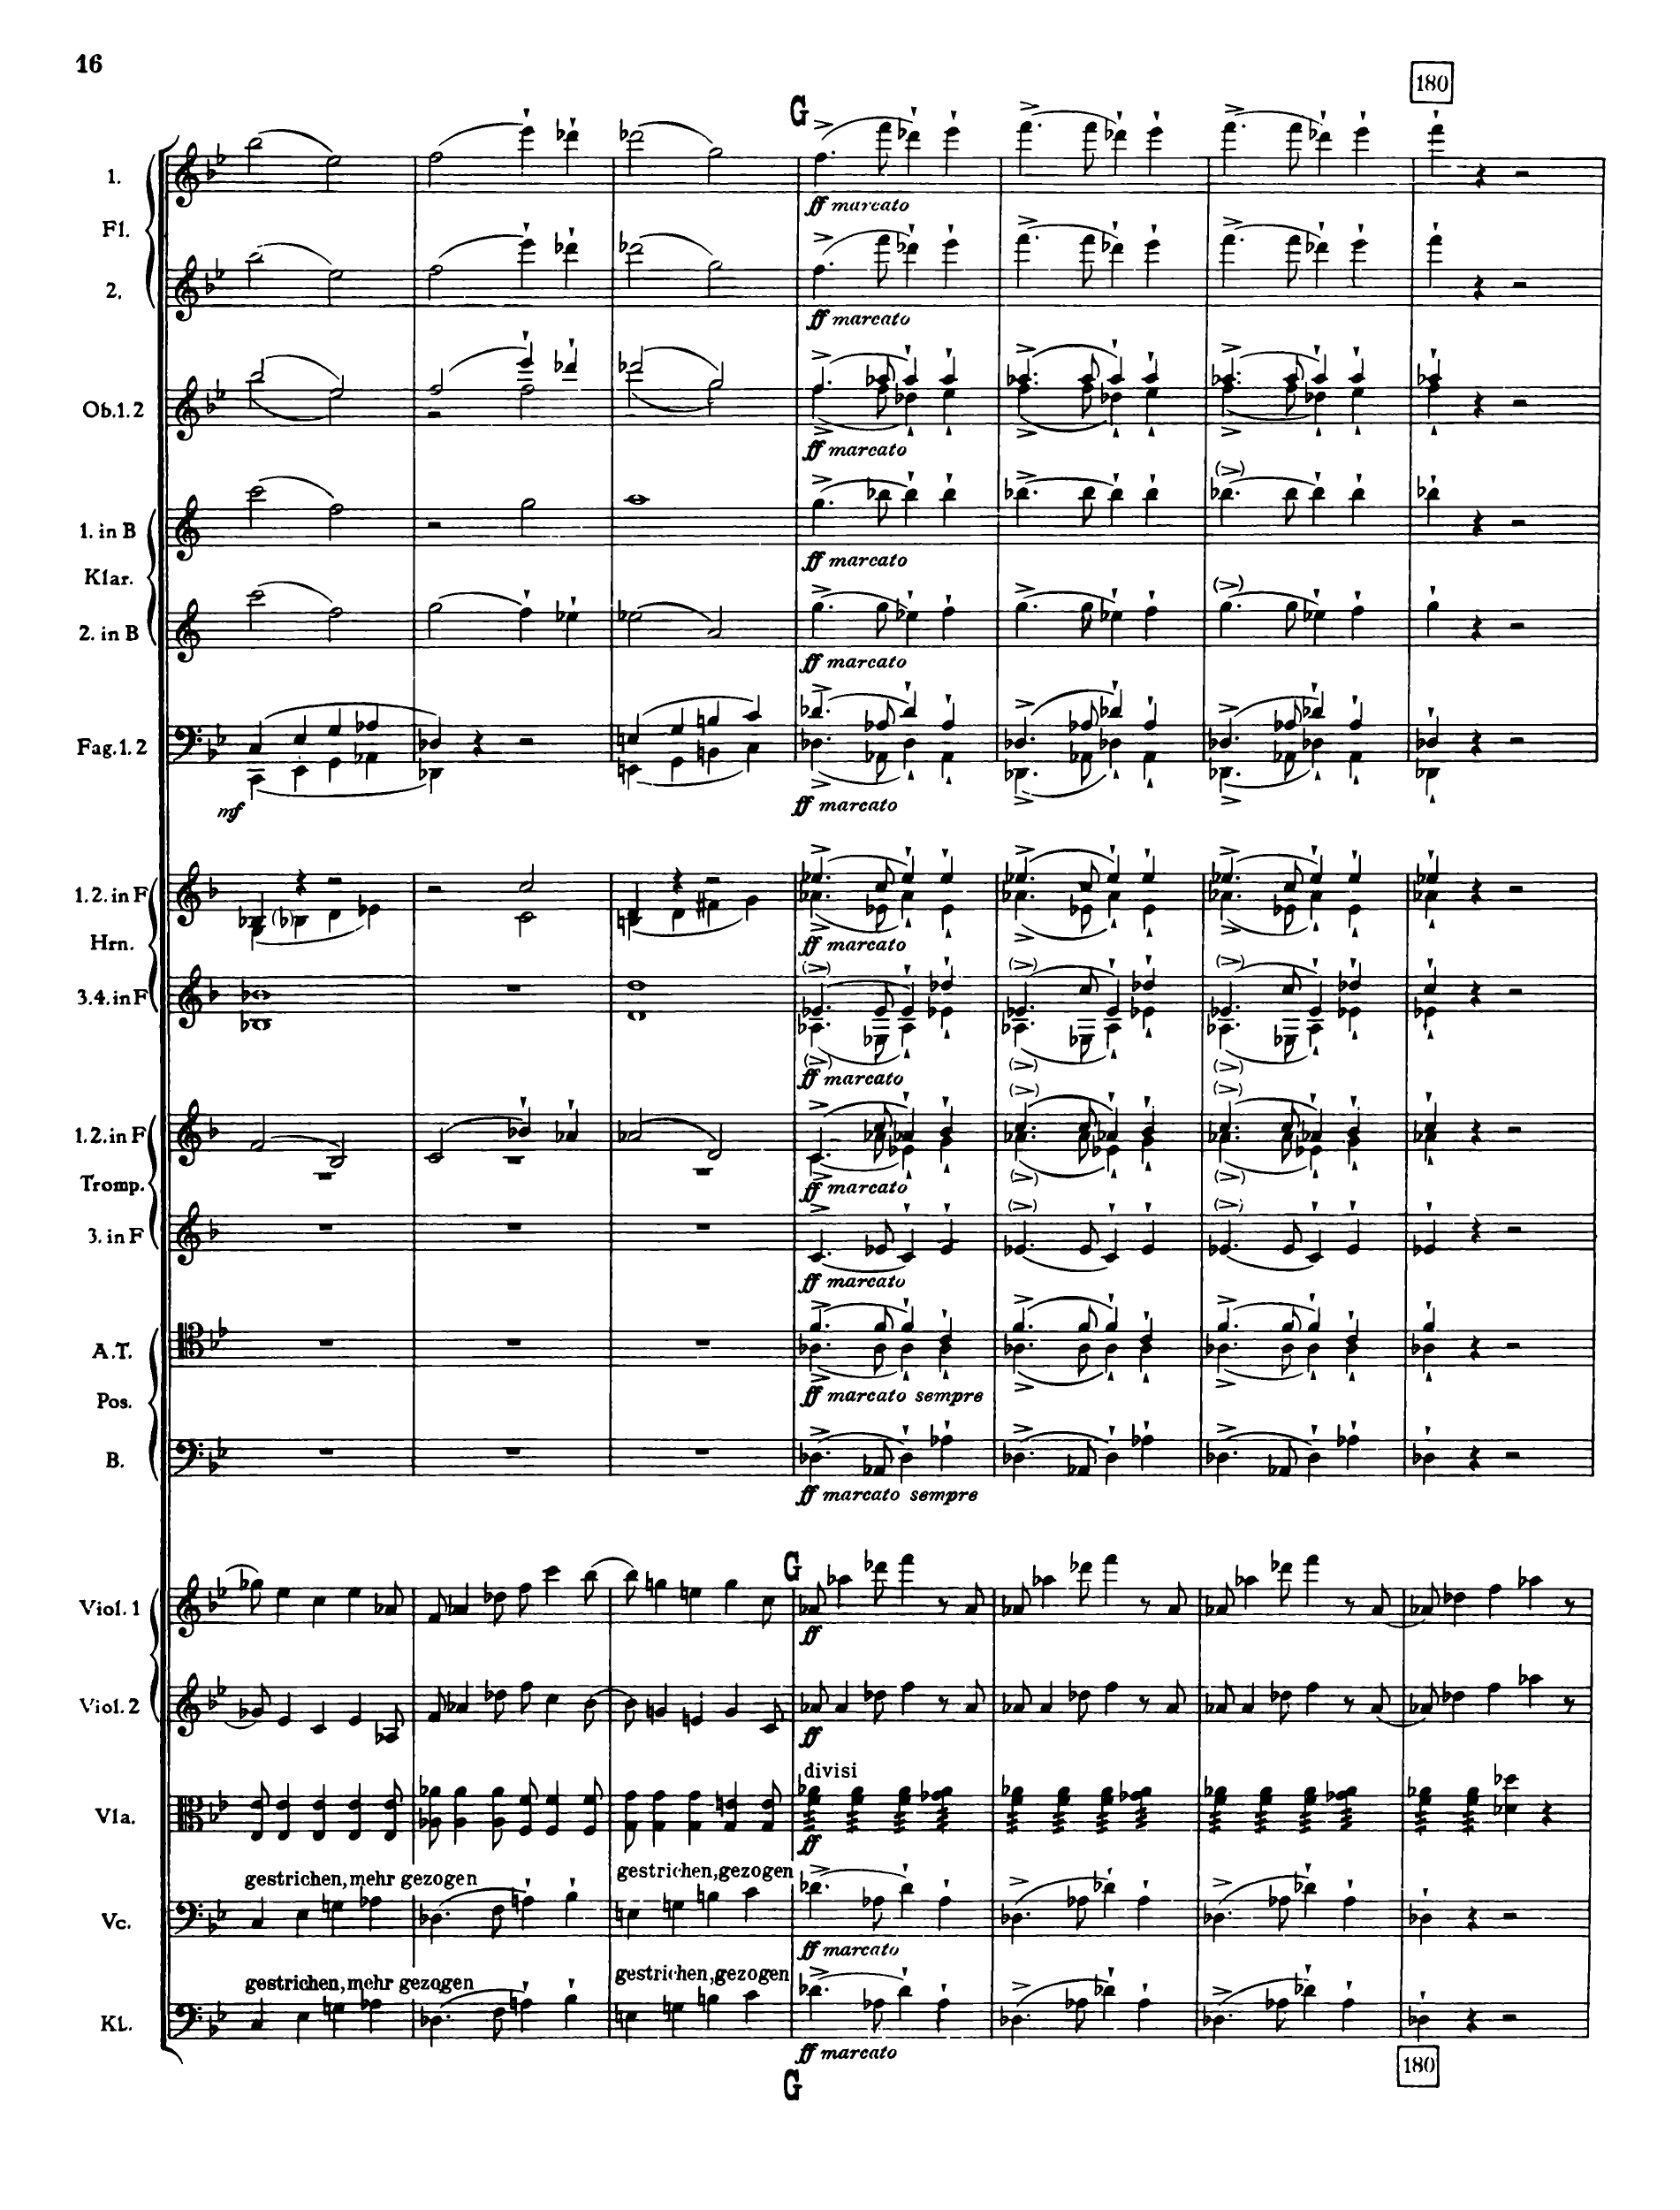 16
180
G
1.
ff marcato
Fl.
2.
ff marcato
Ob.1.2
ff marcato
1. in B
ff marcato
Klar.
2. in B
ff marcato
Fag.1.2
mf
ff marcato
1.2. in F
ff marcato
Hrn.
3.4. in F
ff marcato
1.2. in F
ff marcato
Tromp.
3. in F
ff marcato
A.T.
ff marcato sempre
Pos.
B.
ff marcato sempre
G
Viol. 1
ff
Viol. 2
ff
divisi
Vla.
ff
gestrichen, mehr gezogen
gestrichen, gezogen
Vc.
ff marcato
gestrichen, mehr gezogen
gestrichen, gezogen
Kl.
ff marcato
G
180